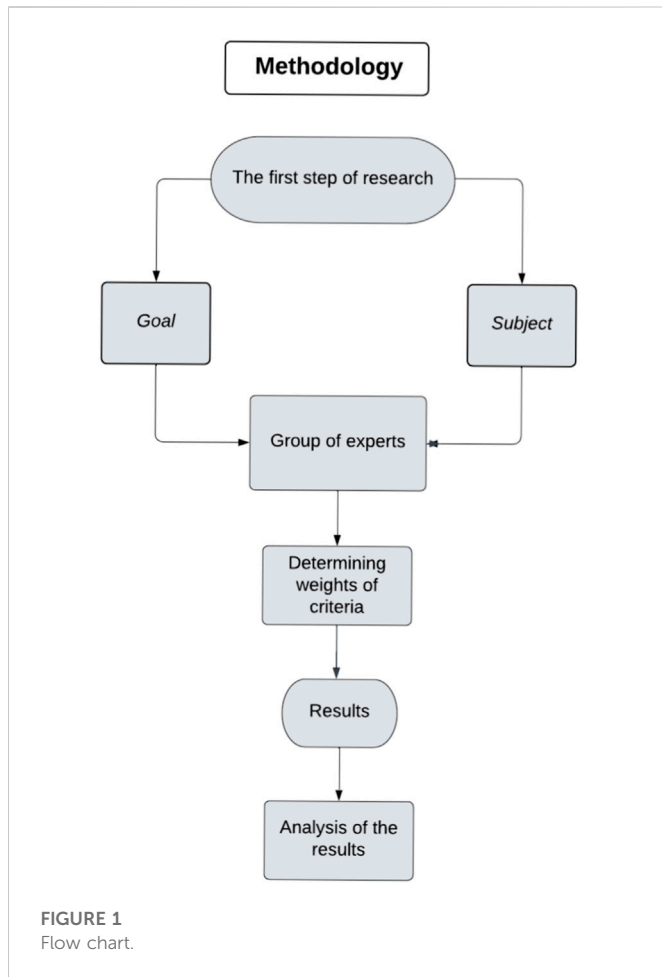 Methodology
The first step of research
Goal
Subject
Group of experts
Determining
weights of
criteria
Results
Analysis of the
results
FIGURE 1
Flow chart.